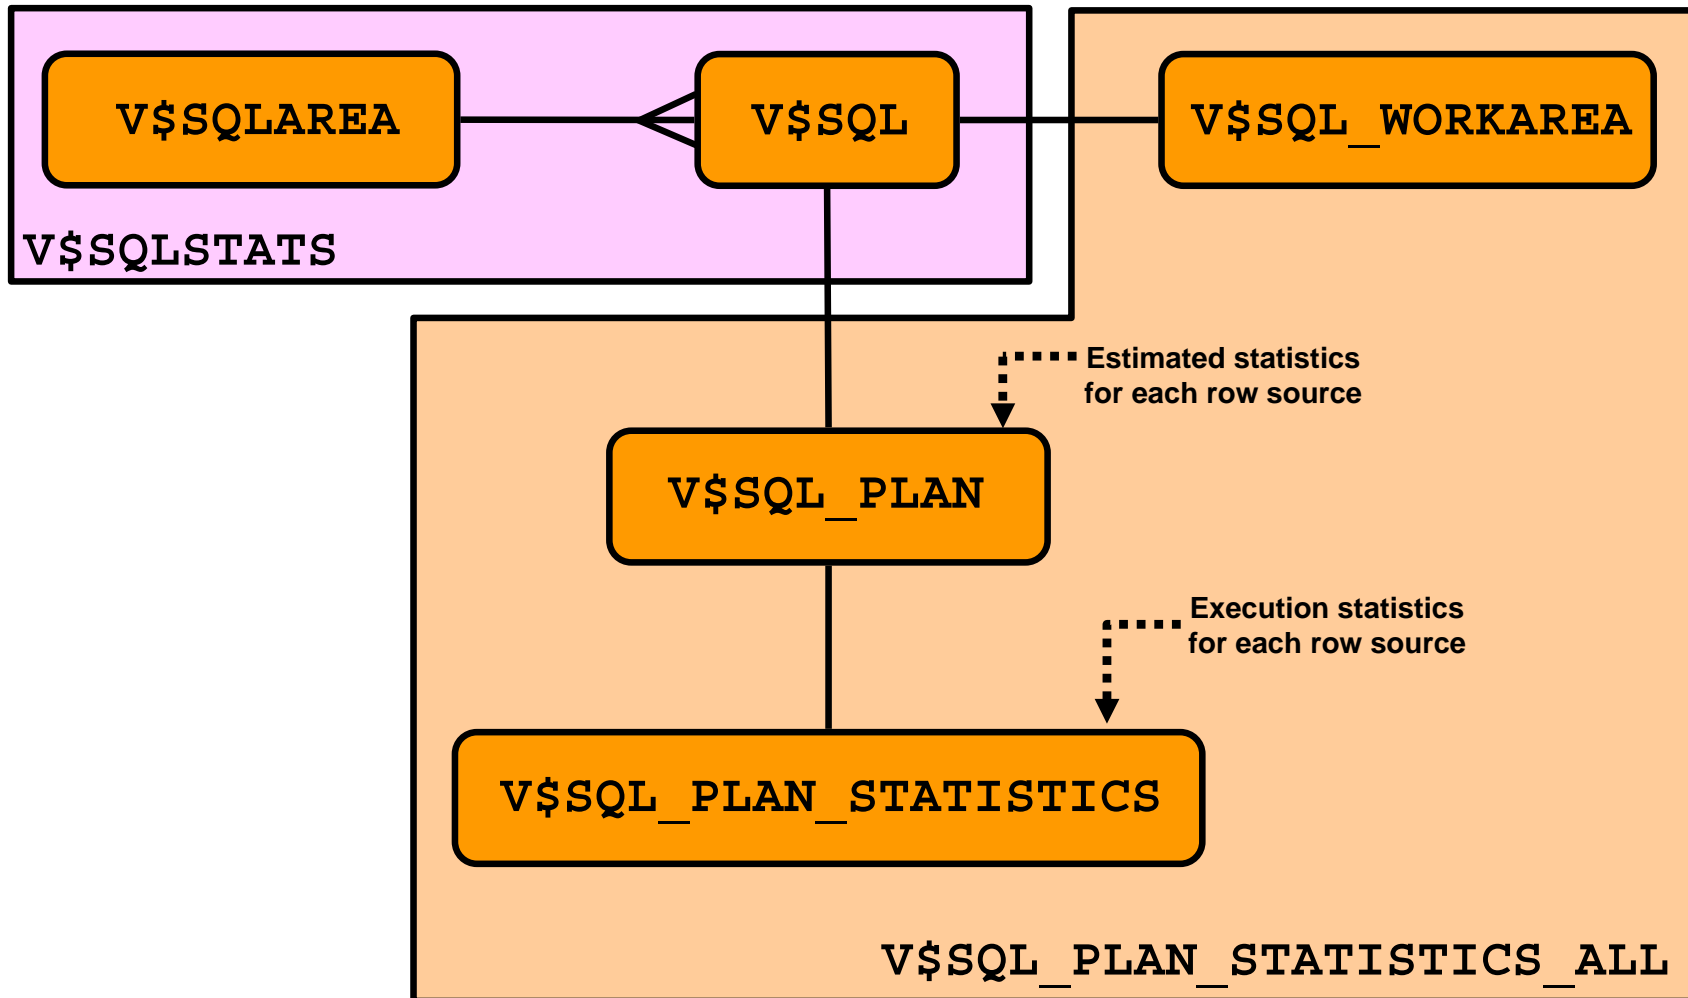 V$SQLAREA
V$SQL
V$SQL_WORKAREA
V$SQLSTATS
Estimated statistics
for each row source
V$SQL_PLAN
Execution statistics
for each row source
V$SQL_PLAN_STATISTICS
V$SQL_PLAN_STATISTICS_ALL